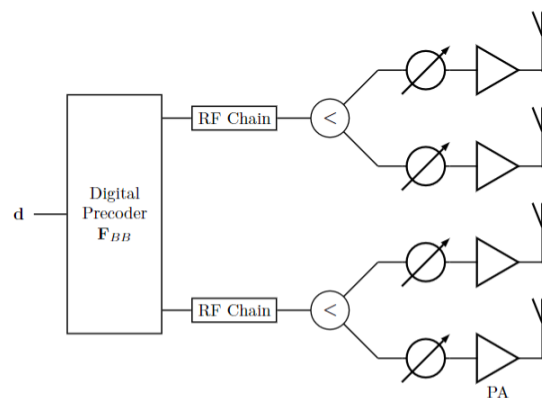 RF Chain
<
d
Digital
Precoder
F_BB
RF Chain
<
PA